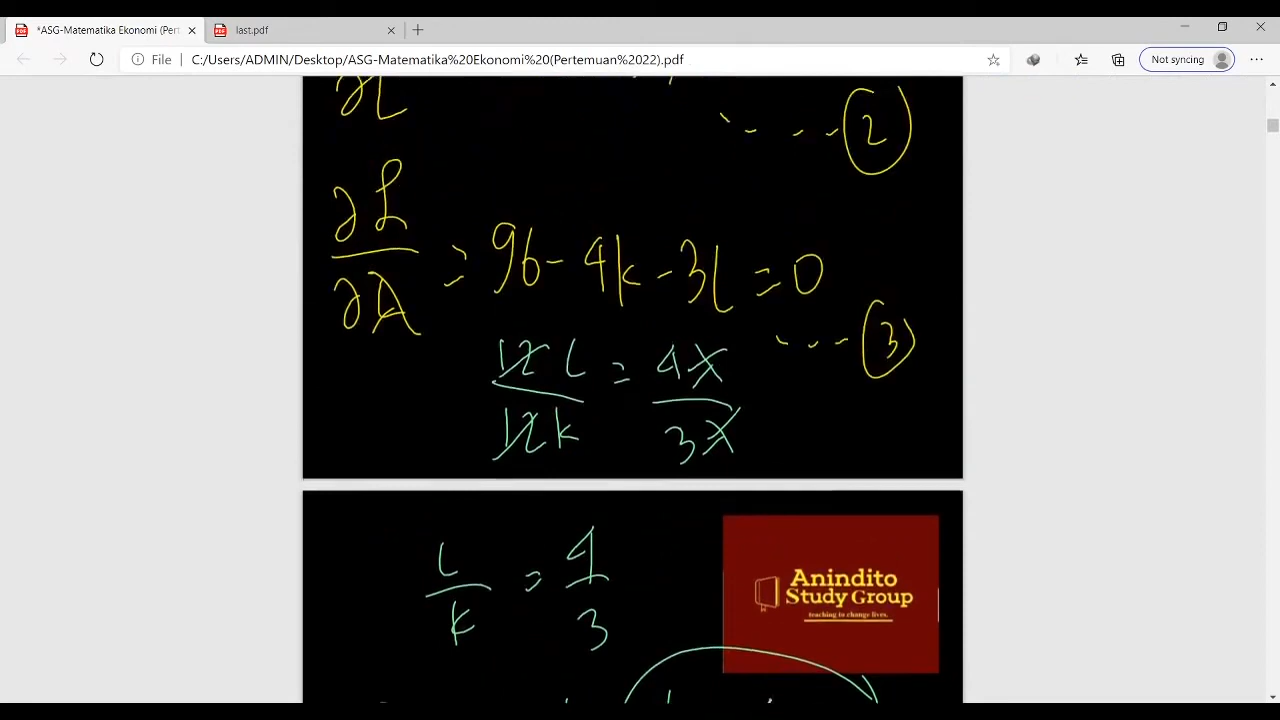 *ASG-Matematika Ekonomi (Pert
last.pdf
File
C:/Users/ADMIN/Desktop/ASG-Matematika%20Ekonomi%20(Pertemuan%2022).pdf
Not syncing
∂L
.... 2
∂L/∂λ = 96 - 4K - 3L = 0
.... 3
12L/12K = 4λ/3λ
L/K = 4/3
Anindito
Study Group
teaching to change lives.